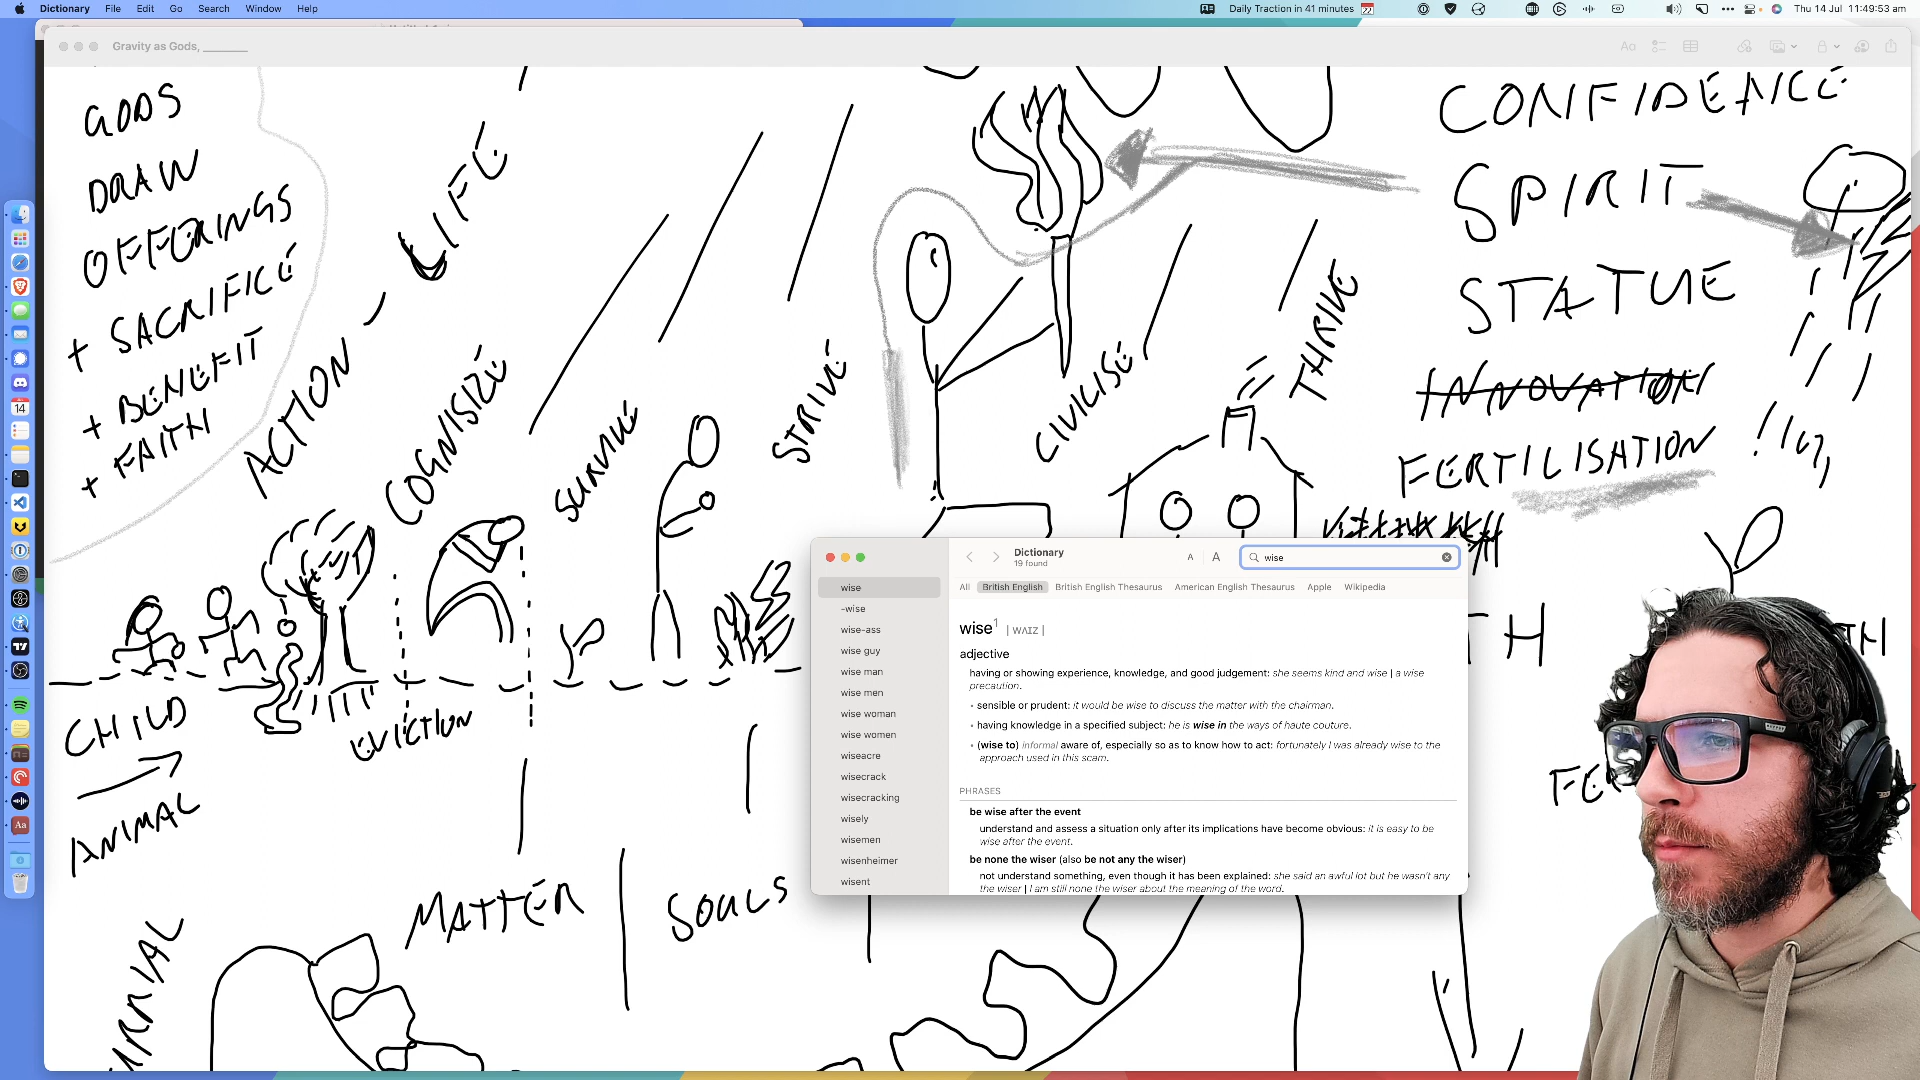 Dictionary File Edit Go Search Window Help
Daily Traction in 41 minutes
22
Thu 14 Jul 11:49:53 am
Gravity as Gods, ________
GODS
DRAW
OFFERINGS
+ SACRIFICE
+ BENEFIT
+ FAITH
ACTION - LIFE
COGNISIZE
SURVIVE
STRIVE
CIVILISE
THRIVE
CONFIDENCE
SPIRIT
STATUE
INNOVATION
FERTILISATION
CHILD
ANIMAL
EVICTION
MATTER
SOULS
Dictionary
19 found
A A
wise
All British English British English Thesaurus American English Thesaurus Apple Wikipedia
wise
-wise
wise-ass
wise guy
wise man
wise men
wise woman
wise women
wiseacre
wisecrack
wisecracking
wisely
wisemen
wisenheimer
wisent
wise1 | wʌɪz |
adjective
having or showing experience, knowledge, and good judgement: she seems kind and wise | a wise
precaution.
• sensible or prudent: it would be wise to discuss the matter with the chairman.
• having knowledge in a specified subject: he is wise in the ways of haute couture.
• (wise to) informal aware of, especially so as to know how to act: fortunately I was already wise to the
approach used in this scam.
PHRASES
be wise after the event
understand and assess a situation only after its implications have become obvious: it is easy to be
wise after the event.
be none the wiser (also be not any the wiser)
not understand something, even though it has been explained: she said an awful lot but he wasn't any
the wiser | I am still none the wiser about the meaning of the word.